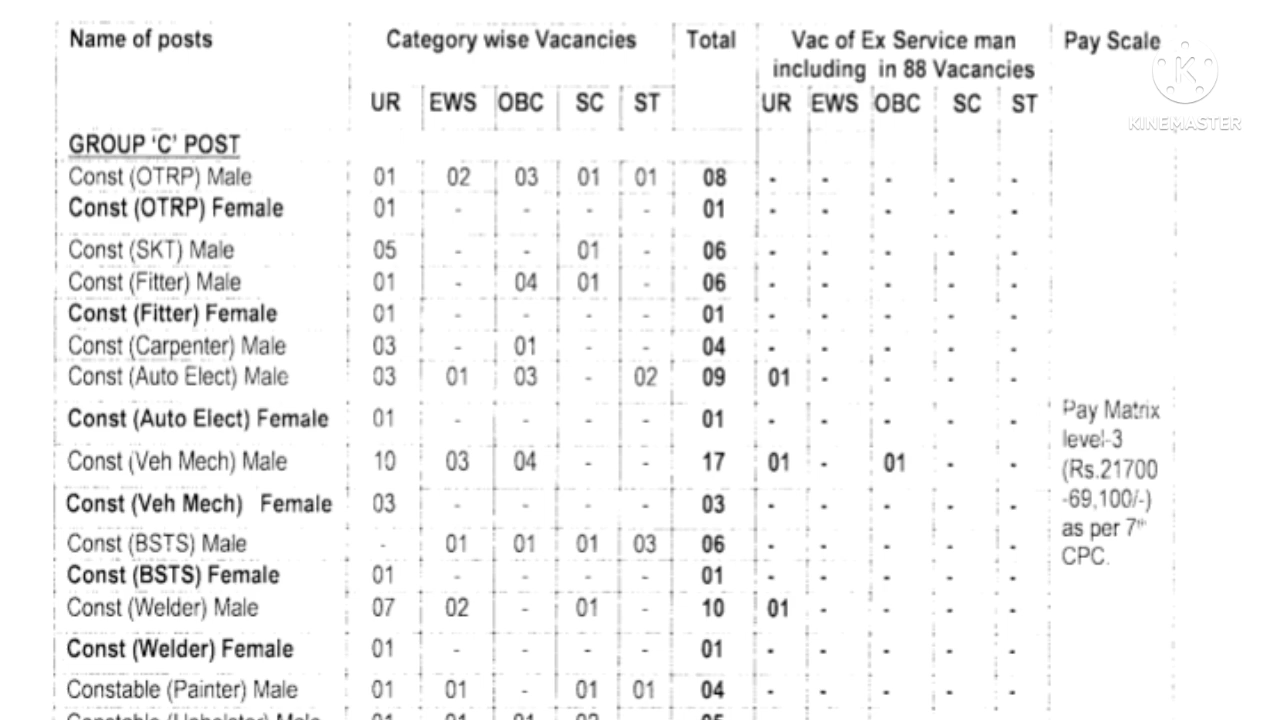 Name of posts Category wise Vacancies Total Vac of Ex Service man including in 88 Vacancies Pay Scale
UR EWS OBC SC ST UR EWS OBC SC ST
KINEMASTER
GROUP 'C' POST
Const (OTRP) Male 01 02 03 01 01 08 - - - - -
Const (OTRP) Female 01 - - - - 01 - - - - -
Const (SKT) Male 05 - - 01 - 06 - - - - -
Const (Fitter) Male 01 - 04 01 - 06 - - - - -
Const (Fitter) Female 01 - - - - 01 - - - - -
Const (Carpenter) Male 03 - 01 - - 04 - - - - -
Const (Auto Elect) Male 03 01 03 - 02 09 01 - - - -
Const (Auto Elect) Female 01 - - - - 01 - - - - -
Const (Veh Mech) Male 10 03 04 - - 17 01 - 01 - -
Const (Veh Mech) Female 03 - - - - 03 - - - - -
Const (BSTS) Male - 01 01 01 03 06 - - - - -
Const (BSTS) Female 01 - - - - 01 - - - - -
Const (Welder) Male 07 02 - 01 - 10 01 - - - -
Const (Welder) Female 01 - - - - 01 - - - - -
Constable (Painter) Male 01 01 - 01 01 04 - - - - -
Pay Matrix
level-3
(Rs.21700
-69,100/-)
as per 7th
CPC.